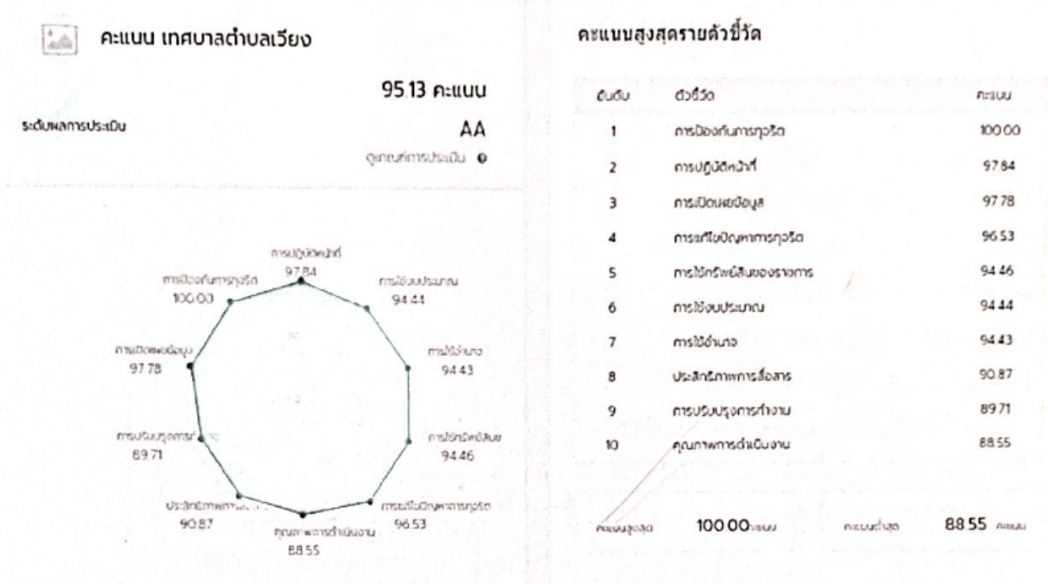 คะแนน เทศบาลตำบลเวียง
95.13 คะแนน
ระดับผลการประเมิน
AA
ดูเกณฑ์การประเมิน
การปฏิบัติหน้าที่
97.84
การป้องกันการทุจริต
100.00
การใช้งบประมาณ
94.44
การเปิดเผยข้อมูล
97.78
การใช้อำนาจ
94.43
การปรับปรุงการ
89.71
การใช้ทรัพย์สินข
94.46
ประสิทธิภาพการ
90.87
การแก้ไขปัญหาการทุจริต
96.53
คุณภาพการดำเนินงาน
88.55
คะแนนสูงสุดรายตัวชี้วัด
อันดับ ตัวชี้วัด คะแนน
1 การป้องกันการทุจริต 100.00
2 การปฏิบัติหน้าที่ 97.84
3 การเปิดเผยข้อมูล 97.78
4 การแก้ไขปัญหาการทุจริต 96.53
5 การใช้ทรัพย์สินของราชการ 94.46
6 การใช้งบประมาณ 94.44
7 การใช้อำนาจ 94.43
8 ประสิทธิภาพการสื่อสาร 90.87
9 การปรับปรุงการทำงาน 89.71
10 คุณภาพการดำเนินงาน 88.55
คะแนนสูงสุด 100.00 คะแนน คะแนนต่ำสุด 88.55 คะแนน